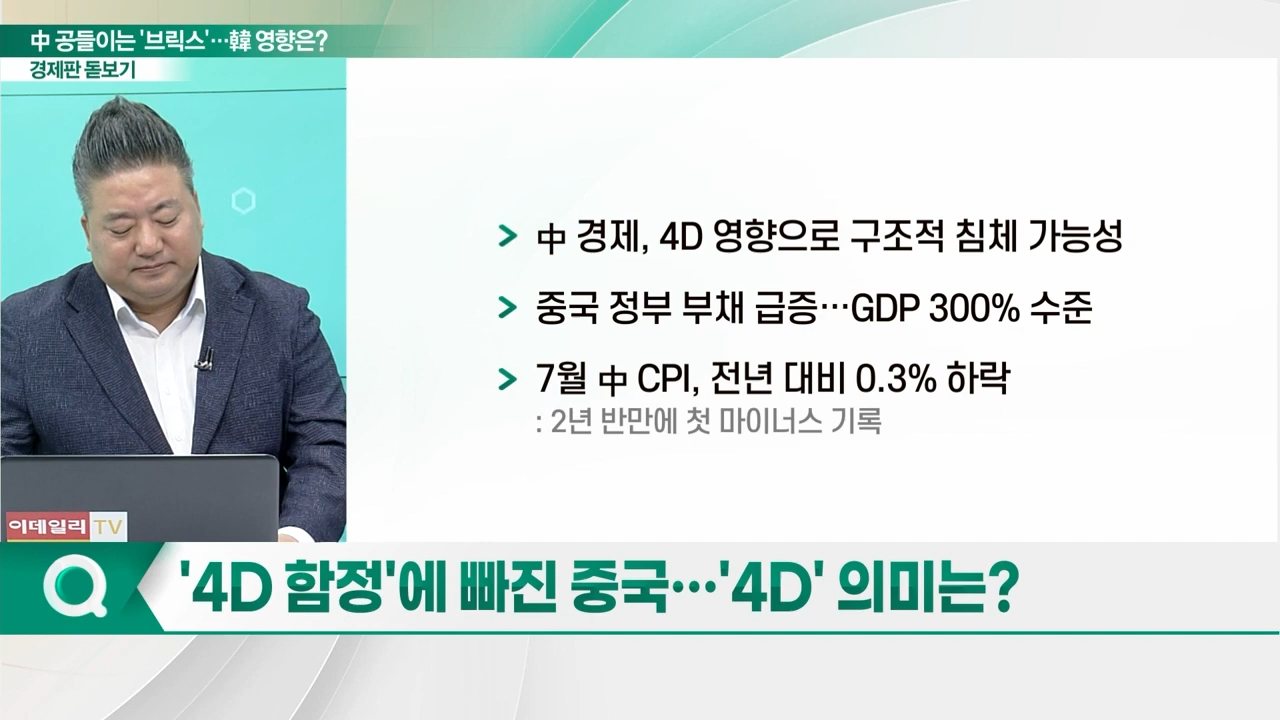 中 공들이는 '브릭스'…韓 영향은?
경제판 돋보기
中 경제, 4D 영향으로 구조적 침체 가능성
중국 정부 부채 급증…GDP 300% 수준
7월 中 CPI, 전년 대비 0.3% 하락
: 2년 반만에 첫 마이너스 기록
이데일리 TV
'4D 함정'에 빠진 중국…'4D' 의미는?